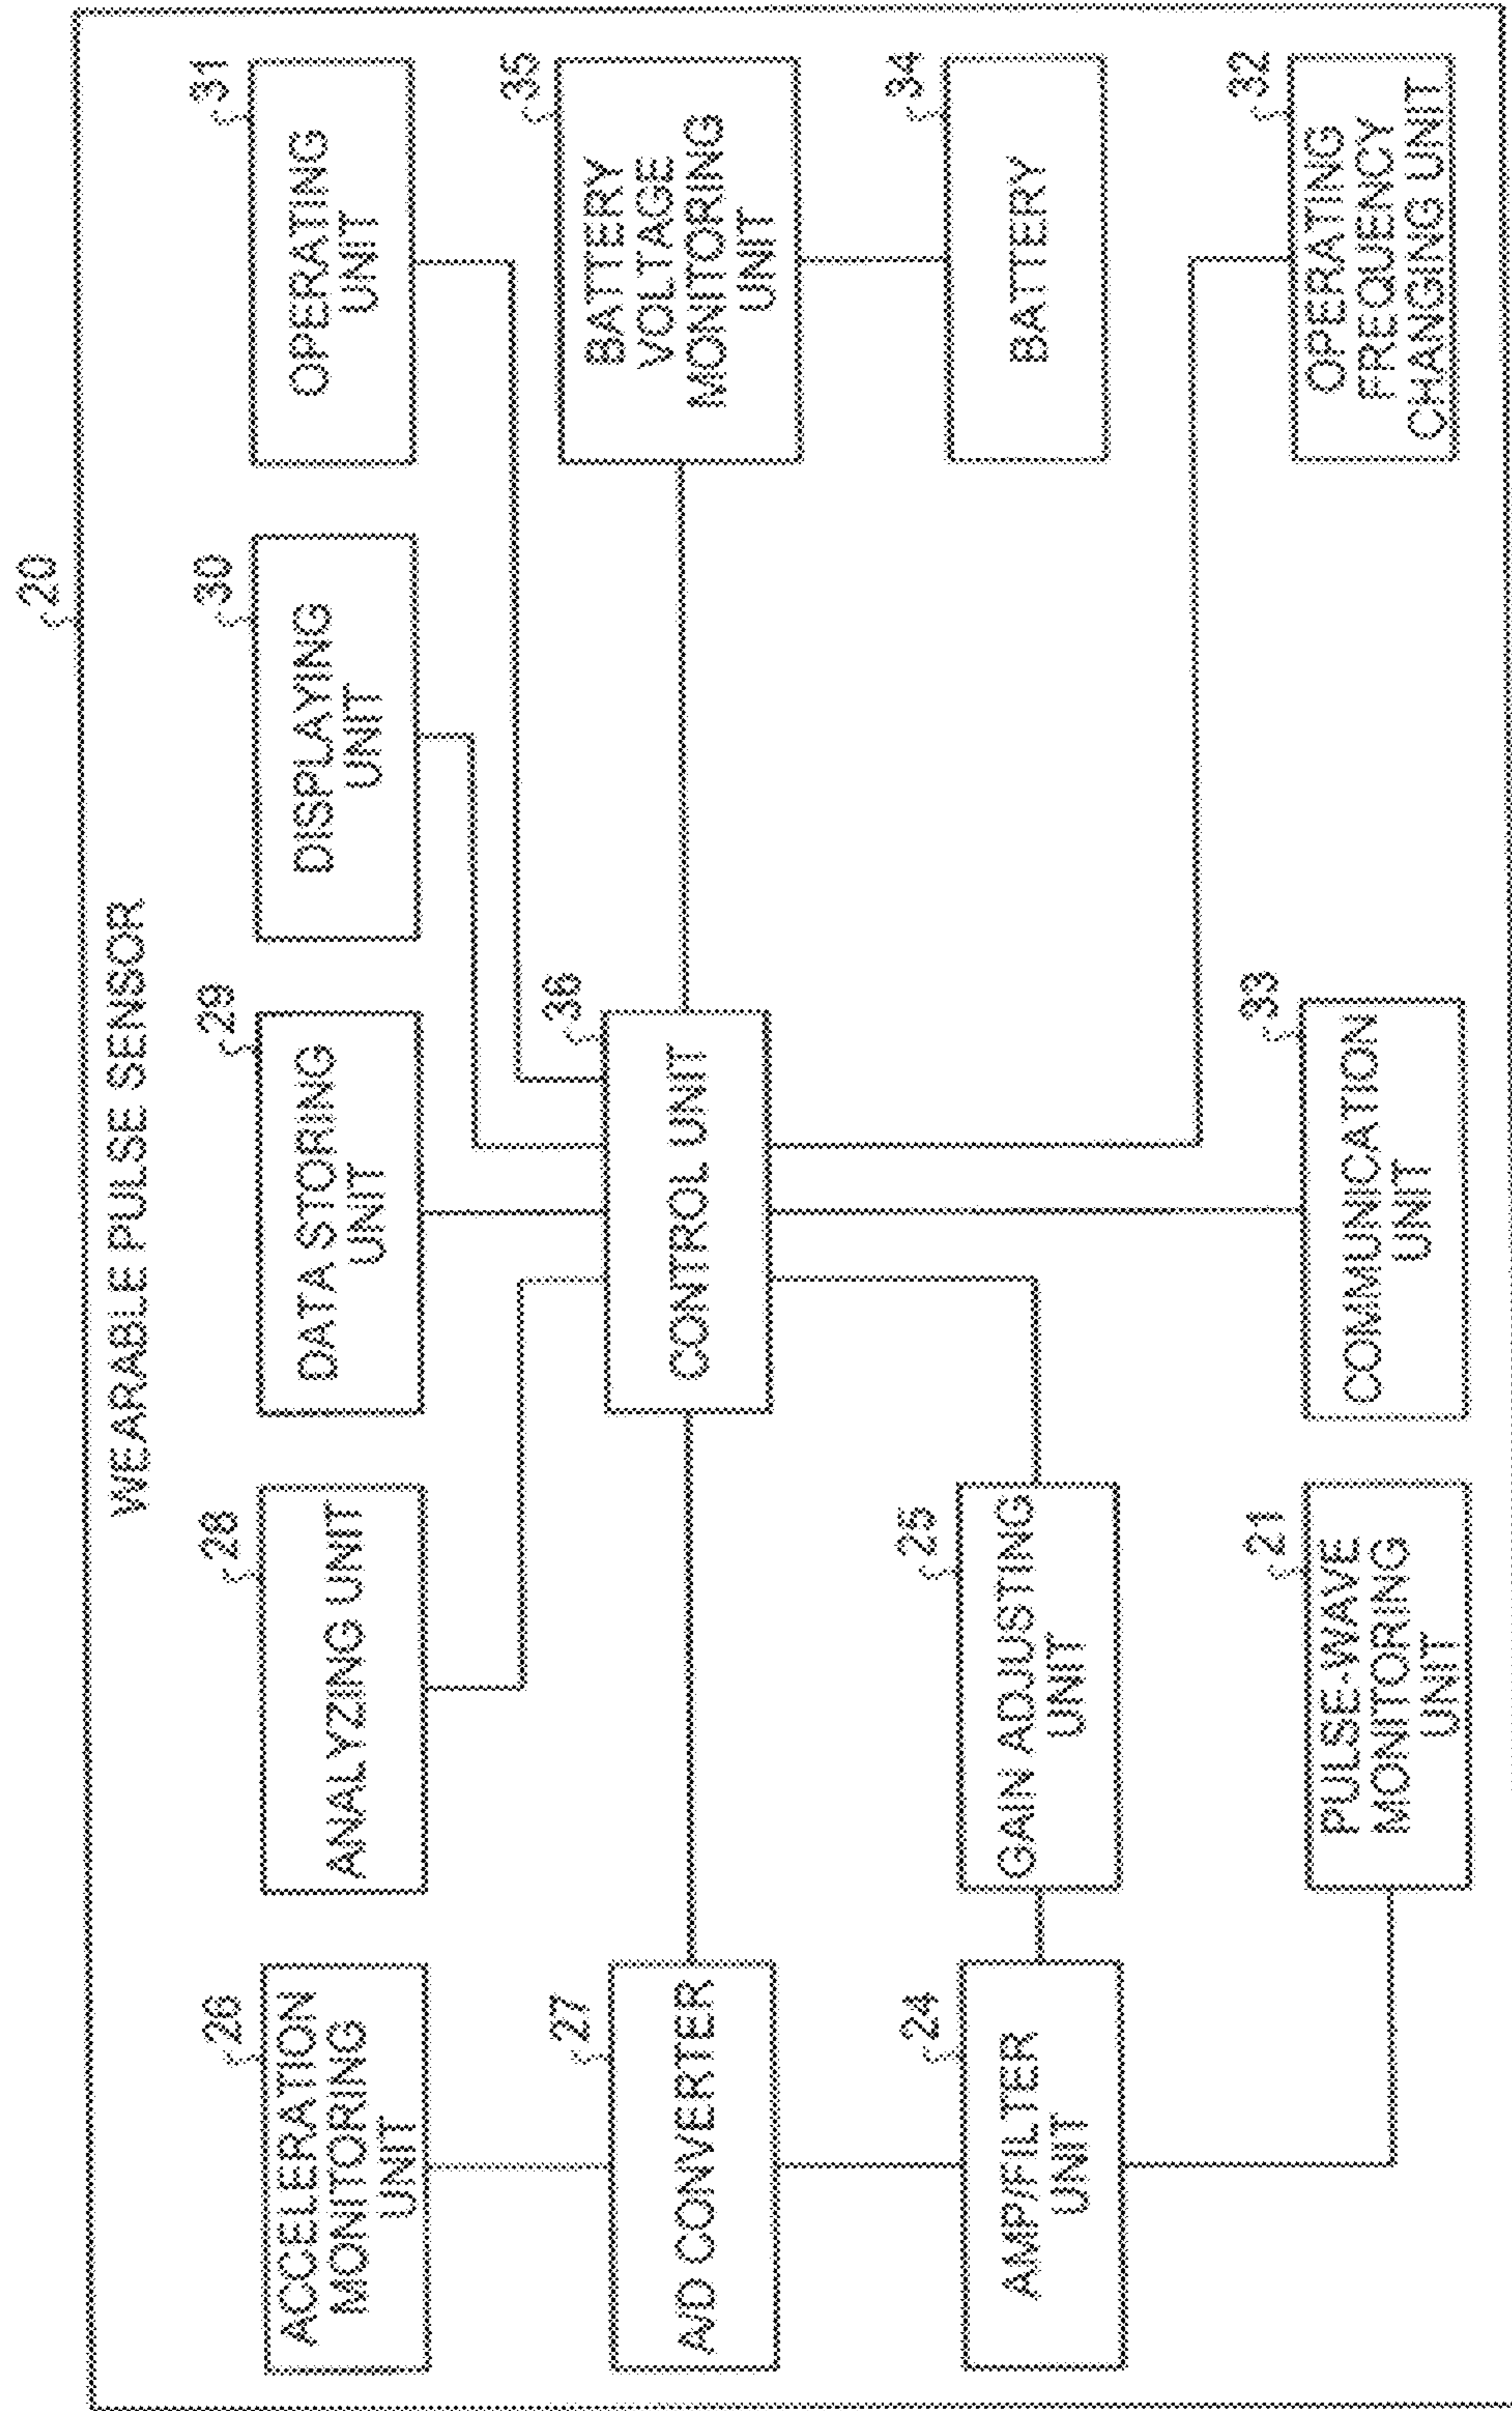 20
WEARABLE PULSE SENSOR
26
ACCELERATION
MONITORING
UNIT
28
ANALYZING UNIT
29
DATA STORING
UNIT
30
DISPLAYING
UNIT
31
OPERATING
UNIT
27
A/D CONVERTER
36
CONTROL UNIT
35
BATTERY
VOLTAGE
MONITORING
UNIT
24
AMP/FILTER
UNIT
25
GAIN ADJUSTING
UNIT
34
BATTERY
21
PULSE-WAVE
MONITORING
UNIT
33
COMMUNICATION
UNIT
32
OPERATING
FREQUENCY
CHANGING UNIT